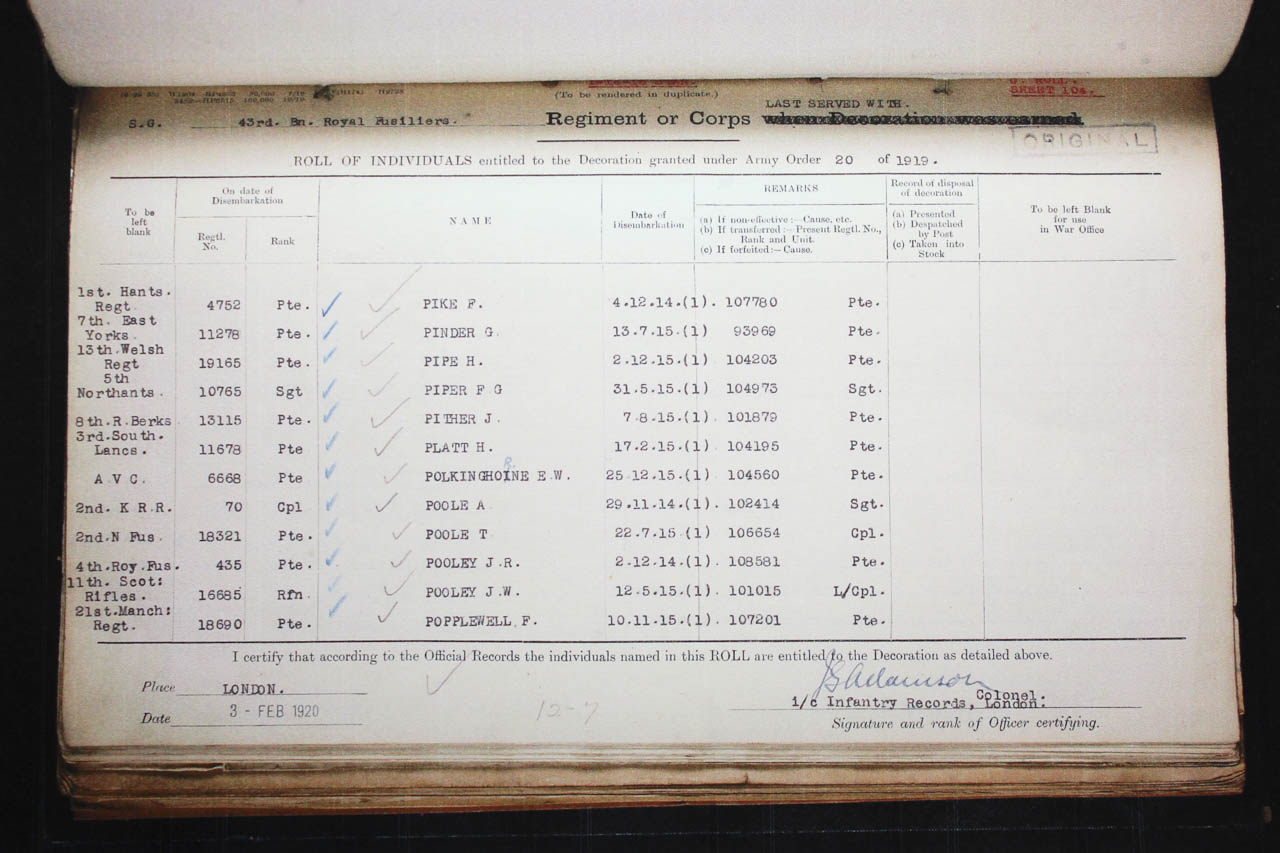 SHEET 104.
(To be rendered in duplicate.)
LAST SERVED WITH.
S.G. 43rd. Bn. Royal Fusiliers. Regiment or Corps when Decoration was earned.
ORIGINAL
ROLL OF INDIVIDUALS entitled to the Decoration granted under Army Order 20 of 1919.
To be left blank
On date of Disembarkation
Regtl. No.
Rank
NAME
Date of Disembarkation
REMARKS
(a) If non-effective :—Cause, etc.
(b) If transferred :— Present Regtl. No., Rank and Unit.
(c) If forfeited :— Cause.
Record of disposal of decoration
(a) Presented
(b) Despatched by Post
(c) Taken into Stock
To be left Blank for use in War Office
1st. Hants. Regt 4752 Pte. PIKE F. 4.12.14.(1). 107780 Pte.
7th. East Yorks. 11278 Pte. PINDER G. 13.7.15.(1) 93969 Pte.
13th.Welsh Regt 19165 Pte. PIPE H. 2.12.15.(1) 104203 Pte.
5th Northants. 10765 Sgt PIPER F G 31.5.15.(1) 104973 Sgt.
8th.R.Berks 13115 Pte. PITHER J. 7.8.15.(1) 101879 Pte.
3rd.South. Lancs. 11678 Pte PLATT H. 17.2.15.(1) 104195 Pte.
A V C. 6668 Pte POLKINGHORNE E.W. 25 12.15.(1) 104560 Pte.
2nd. K R.R. 70 Cpl POOLE A 29.11.14.(1). 102414 Sgt.
2nd.N Fus. 18321 Pte. POOLE T 22.7.15 (1) 106654 Cpl.
4th.Roy.Fus. 435 Pte. POOLEY J.R. 2.12.14.(1). 108581 Pte.
11th. Scot: Rifles. 16685 Rfn POOLEY J.W. 12.5.15.(1). 101015 L/Cpl.
21st.Manch: Regt. 18690 Pte. POPPLEWELL F. 10.11.15.(1). 107201 Pte.
I certify that according to the Official Records the individuals named in this ROLL are entitled to the Decoration as detailed above.
Place LONDON.
JGAdamson
Colonel.
i/c Infantry Records, London.
Date 3 - FEB 1920
12-7
Signature and rank of Officer certifying.